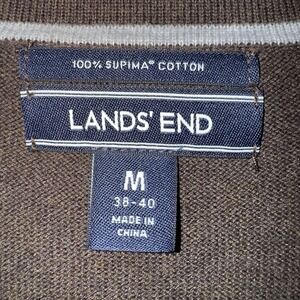 100% SUPIMA® COTTON
LANDS' END
M
38-40
MADE IN
CHINA